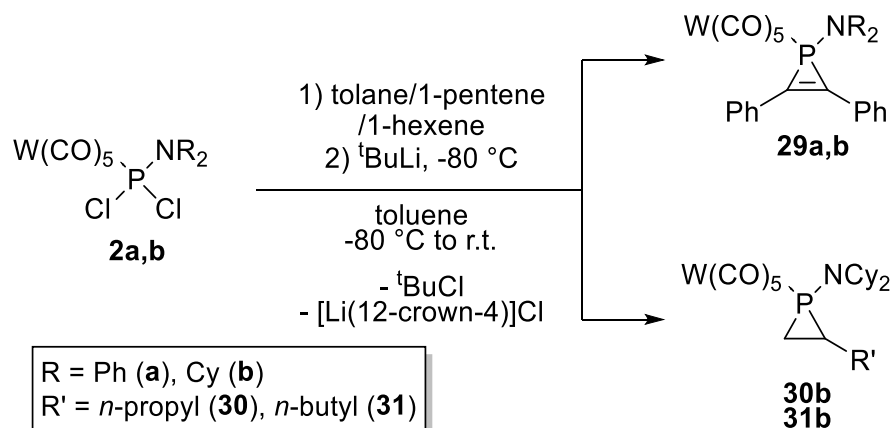 W(CO)5 NR2
P
Cl Cl
2a,b
1) tolane/1-pentene
/1-hexene
2) tBuLi, -80 °C
toluene
-80 °C to r.t.
- tBuCl
- [Li(12-crown-4)]Cl
W(CO)5 NR2
P
Ph Ph
29a,b
W(CO)5 NCy2
P
R'
30b
31b
R = Ph (a), Cy (b)
R' = n-propyl (30), n-butyl (31)